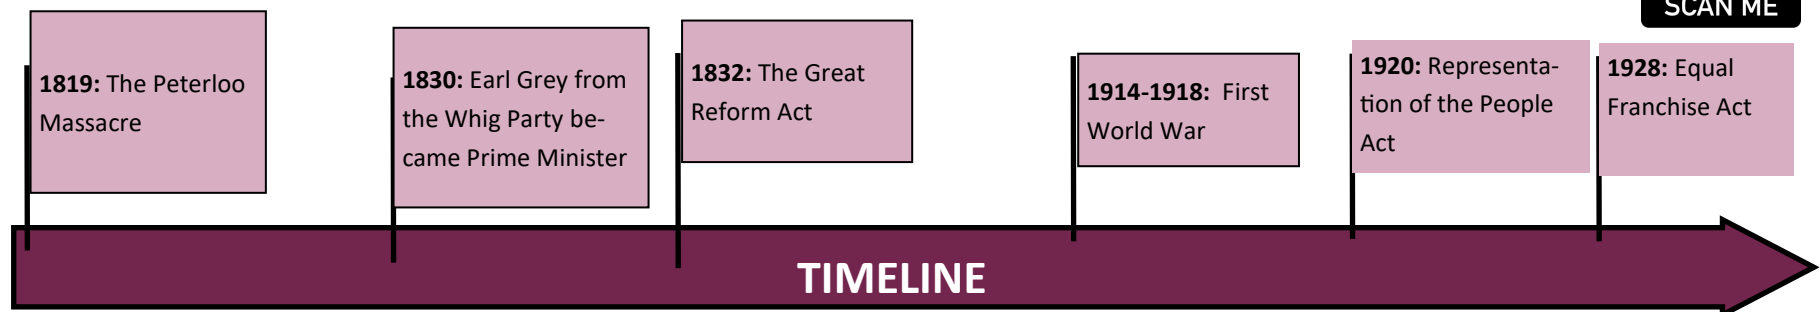 SCAN ME
1819: The Peterloo
Massacre
1830: Earl Grey from
the Whig Party be-
came Prime Minister
1832: The Great
Reform Act
1914-1918:  First
World War
1920: Representa-
tion of the People
Act
1928: Equal
Franchise Act
TIMELINE